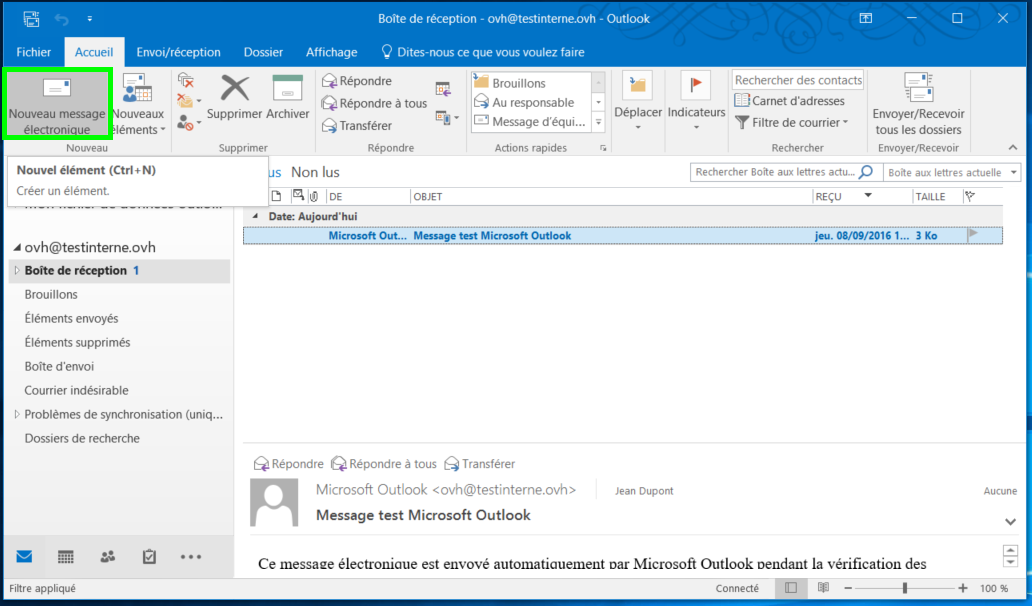 Boîte de réception - ovh@testinterne.ovh - Outlook
Fichier Accueil Envoi/réception Dossier Affichage Dites-nous ce que vous voulez faire
Nouveau message électronique
Nouveaux éléments
Nouveau
Supprimer Archiver
Supprimer
Répondre
Répondre à tous
Transférer
Répondre
Brouillons
Au responsable
Message d'équi...
Actions rapides
Déplacer
Indicateurs
Rechercher des contacts
Carnet d'adresses
Filtre de courrier
Rechercher
Envoyer/Recevoir
tous les dossiers
Envoyer/Recevoir
Nouvel élément (Ctrl+N)
Créer un élément.
us Non lus
Rechercher Boîte aux lettres actu... Boîte aux lettres actuelle
DE OBJET REÇU TAILLE
Date: Aujourd'hui
Microsoft Out... Message test Microsoft Outlook jeu. 08/09/2016 1... 3 Ko
ovh@testinterne.ovh
Boîte de réception 1
Brouillons
Éléments envoyés
Éléments supprimés
Boîte d'envoi
Courrier indésirable
Problèmes de synchronisation (uniq...
Dossiers de recherche
Répondre Répondre à tous Transférer
Microsoft Outlook <ovh@testinterne.ovh> Jean Dupont Aucune
Message test Microsoft Outlook
Ce message électronique est envoyé automatiquement par Microsoft Outlook pendant la vérification des
Filtre appliqué Connecté 100 %